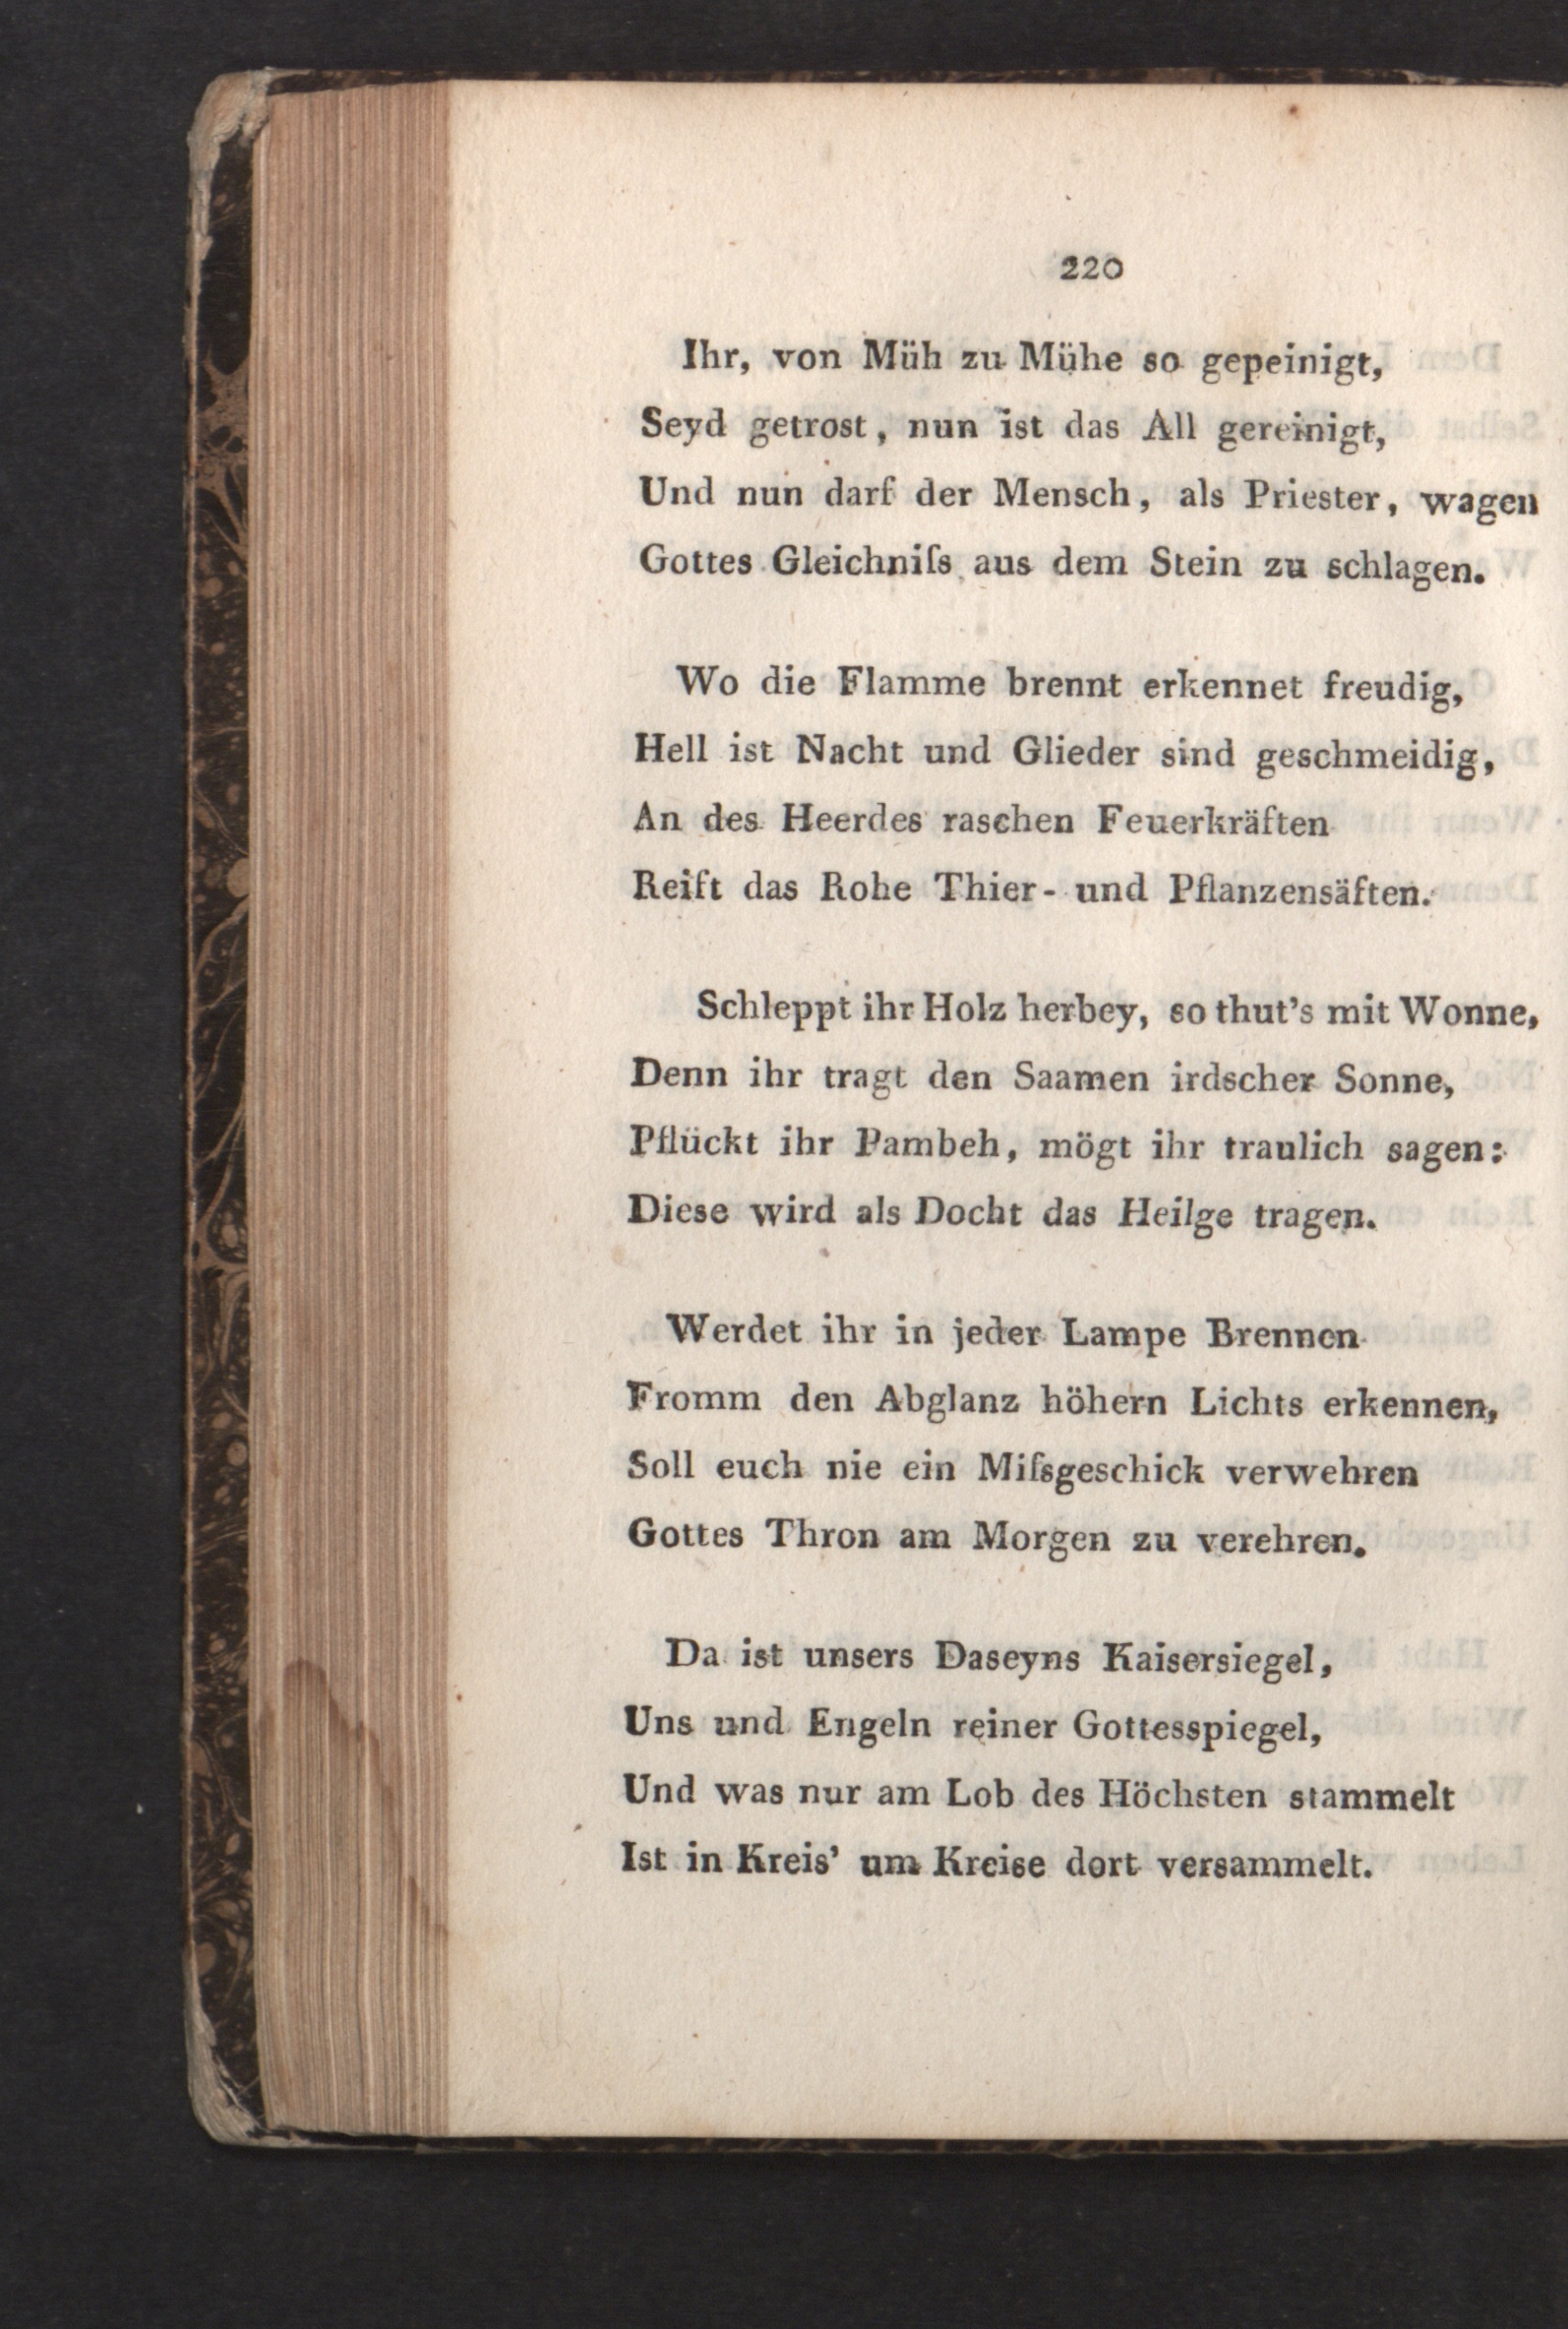 220
Ihr, von Müh zu Mühe so gepeinigt,
Seyd getrost, nun ist das All gereinigt,
Und nun darf der Mensch, als Priester, wagen
Gottes Gleichniſs aus dem Stein zu schlagen.
Wo die Flamme brennt erkennet freudig,
Hell ist Nacht und Glieder sind geschmeidig,
An des Heerdes raschen Feuerkräften
Reift das Rohe Thier- und Pflanzensäften.
Schleppt ihr Holz herbey, so thut's mit Wonne,
Denn ihr tragt den Saamen irdscher Sonne,
Pflückt ihr Pambeh, mögt ihr traulich sagen:
Diese wird als Docht das Heilge tragen.
Werdet ihr in jeder Lampe Brennen
Fromm den Abglanz höhern Lichts erkennen,
Soll euch nie ein Miſsgeschick verwehren
Gottes Thron am Morgen zu verehren.
Da ist unsers Daseyns Kaisersiegel,
Uns und Engeln reiner Gottesspiegel,
Und was nur am Lob des Höchsten stammelt
Ist in Kreis' um Kreise dort versammelt.